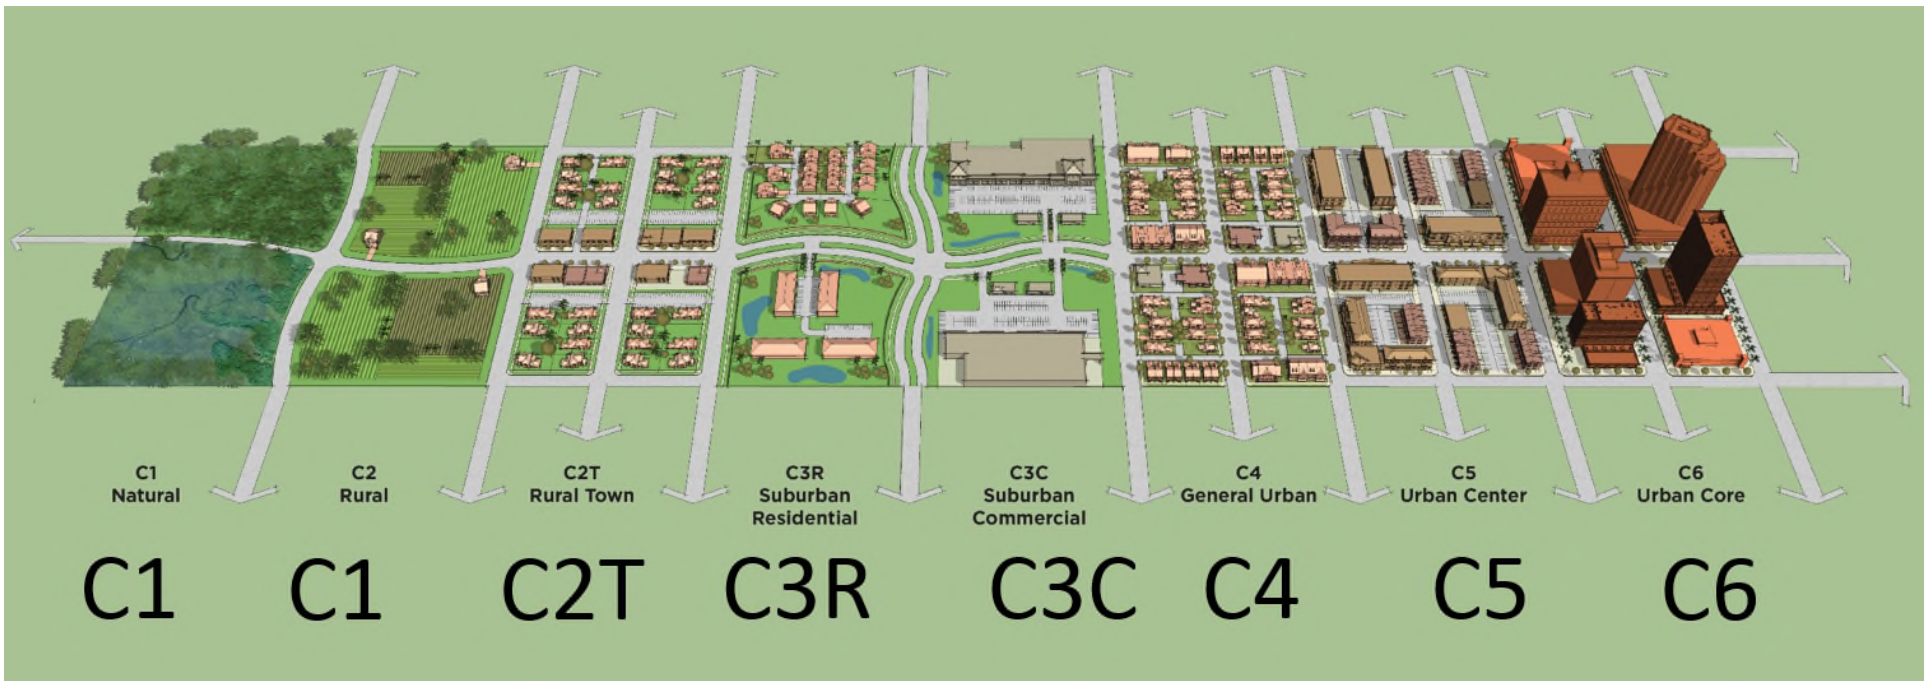 C1
Natural
C2
Rural
C2T
Rural Town
C3R
Suburban
Residential
C3C
Suburban
Commercial
C4
General Urban
C5
Urban Center
C6
Urban Core
C1
C1
C2T
C3R
C3C
C4
C5
C6